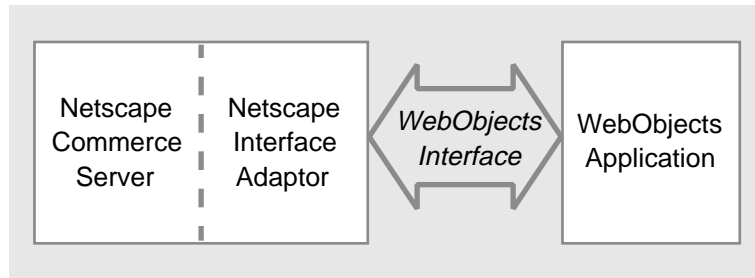 Netscape
Commerce
Server
Netscape
Interface
Adaptor
WebObjects
Interface
WebObjects
Application